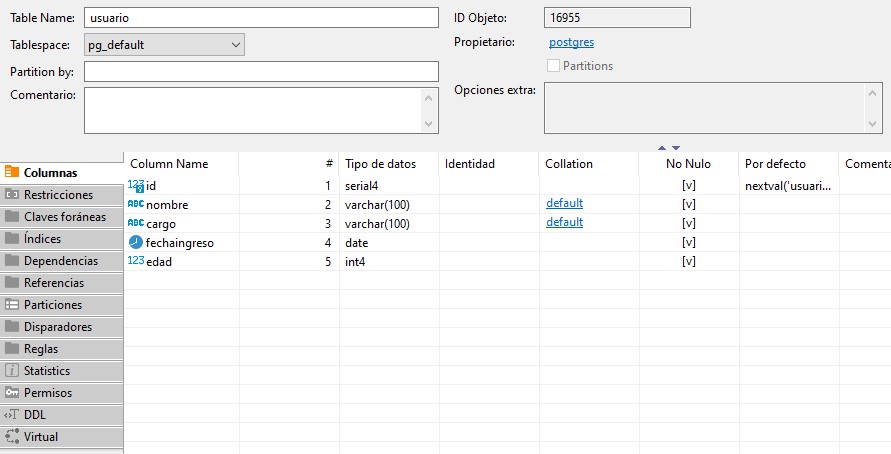 Table Name: usuario ID Objeto: 16955
Tablespace: pg_default Propietario: postgres
Partition by: Partitions
Comentario: Opciones extra:
Columnas
Restricciones
Claves foráneas
Índices
Dependencias
Referencias
Particiones
Disparadores
Reglas
Statistics
Permisos
DDL
Virtual
Column Name # Tipo de datos Identidad Collation No Nulo Por defecto Comenta
123 id 1 serial4 [v] nextval('usuari...
ABC nombre 2 varchar(100) default [v]
ABC cargo 3 varchar(100) default [v]
fechaingreso 4 date [v]
123 edad 5 int4 [v]